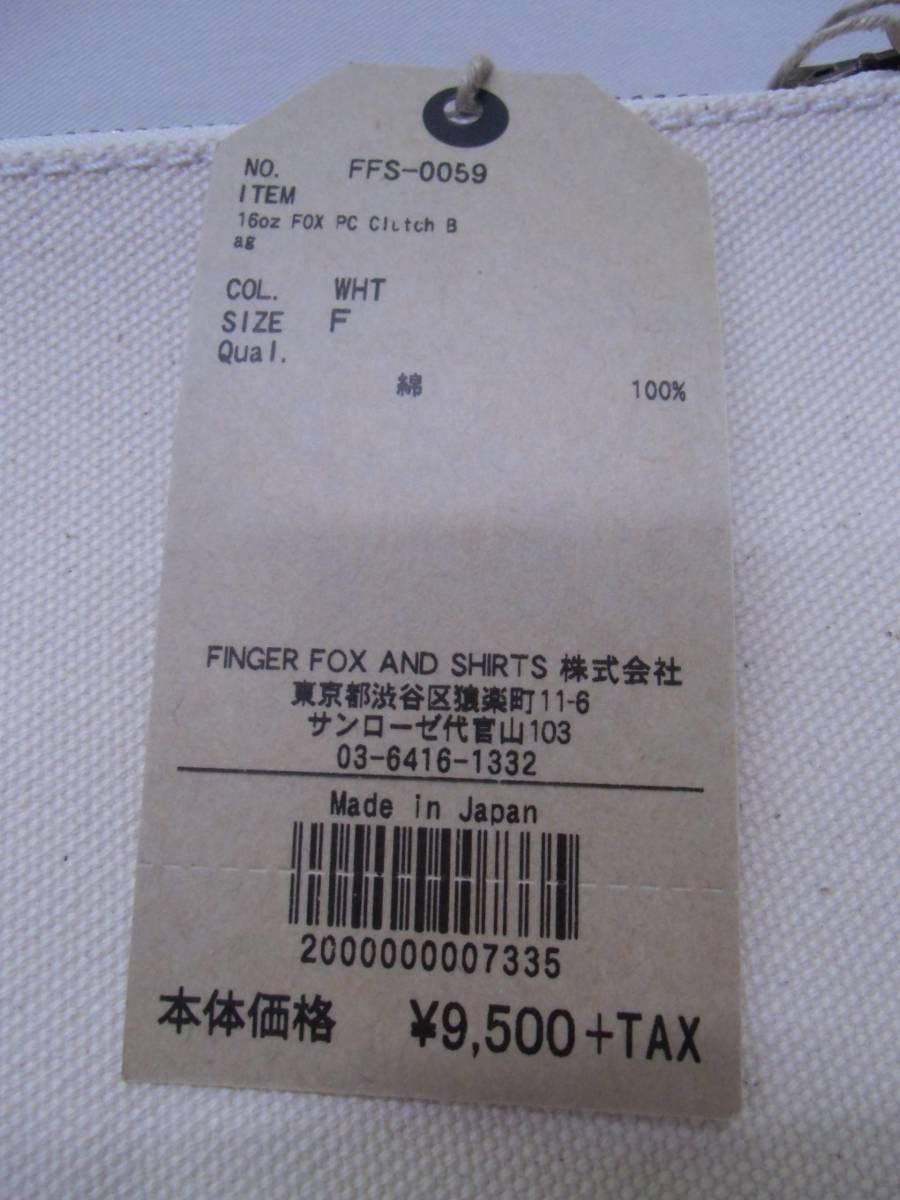 NO. FFS-0059
ITEM
16oz FOX PC Clutch B
ag
COL. WHT
SIZE F
Qual.
綿 100%
FINGER FOX AND SHIRTS 株式会社
東京都渋谷区猿楽町11-6
サンローゼ代官山103
03-6416-1332
Made in Japan
2000000007335
本体価格 ¥9,500+TAX